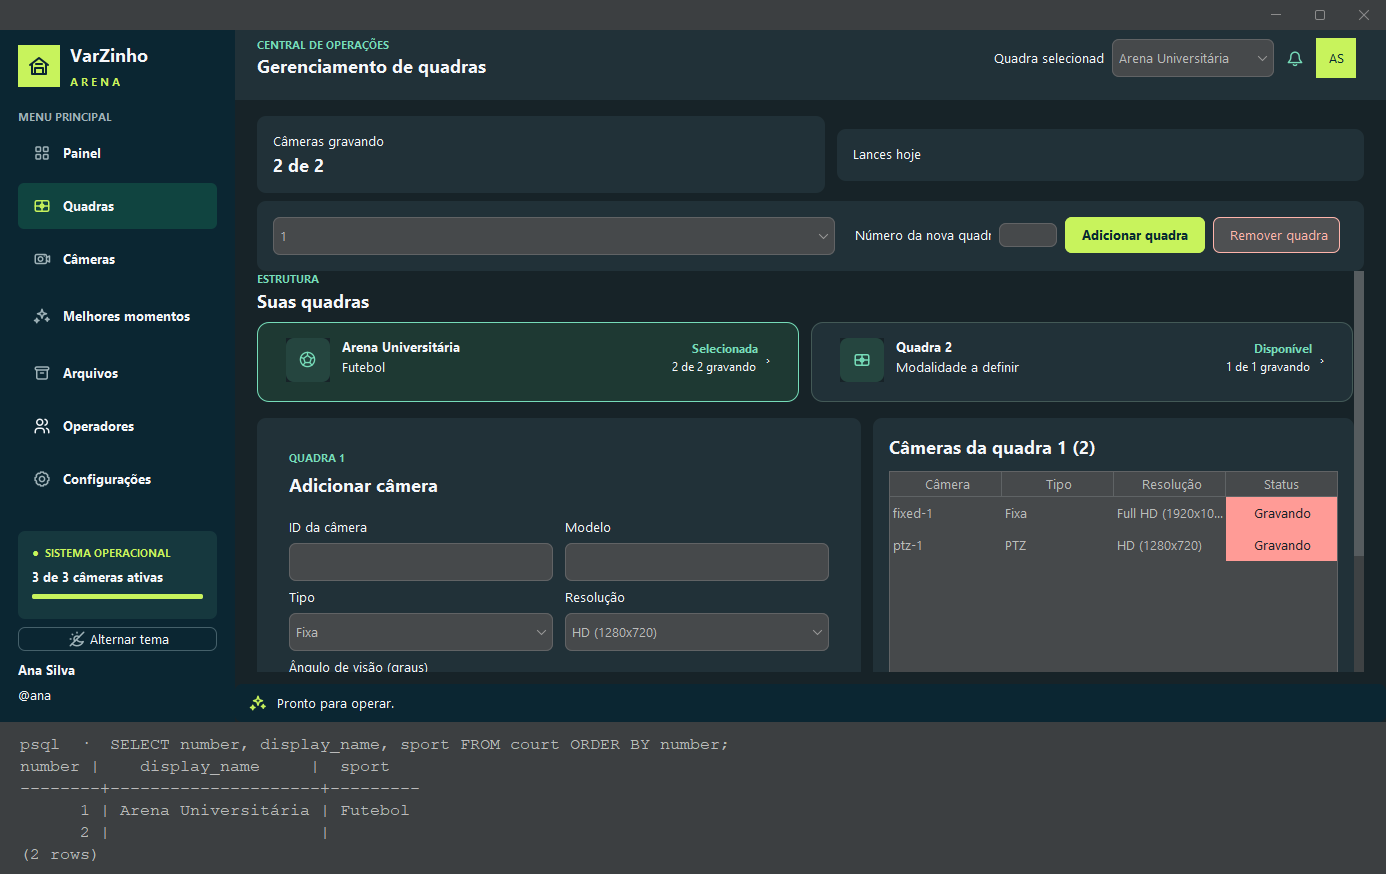 VarZinho
ARENA
MENU PRINCIPAL
Painel
Quadras
Câmeras
Melhores momentos
Arquivos
Operadores
Configurações
● SISTEMA OPERACIONAL
3 de 3 câmeras ativas
Alternar tema
Ana Silva
@ana
CENTRAL DE OPERAÇÕES
Gerenciamento de quadras
Quadra selecionad
Arena Universitária
AS
Câmeras gravando
2 de 2
Lances hoje
1
Número da nova quadr
Adicionar quadra
Remover quadra
ESTRUTURA
Suas quadras
Arena Universitária
Futebol
Selecionada
2 de 2 gravando ›
Quadra 2
Modalidade a definir
Disponível
1 de 1 gravando ›
QUADRA 1
Adicionar câmera
ID da câmera
Modelo
Tipo
Resolução
Fixa
HD (1280x720)
Ângulo de visão (graus)
Câmeras da quadra 1 (2)
Câmera Tipo Resolução Status
fixed-1 Fixa Full HD (1920x10... Gravando
ptz-1 PTZ HD (1280x720) Gravando
Pronto para operar.
psql · SELECT number, display_name, sport FROM court ORDER BY number;
number | display_name | sport
--------+---------------------+---------
1 | Arena Universitária | Futebol
2 | |
(2 rows)